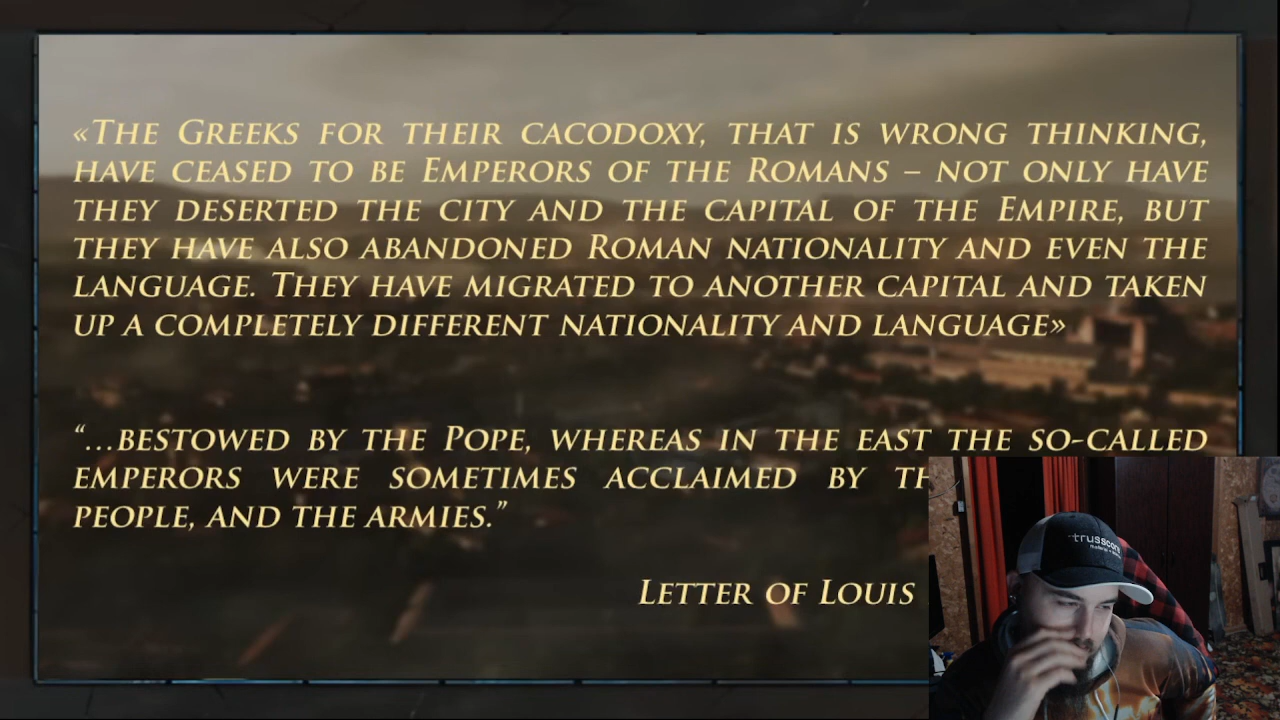 «The Greeks for their cacodoxy, that is wrong thinking,
have ceased to be Emperors of the Romans – not only have
they deserted the city and the capital of the Empire, but
they have also abandoned Roman nationality and even the
language. They have migrated to another capital and taken
up a completely different nationality and language»
“…bestowed by the Pope, whereas in the east the so-called
emperors were sometimes acclaimed by
people, and the armies.”
Letter of Louis